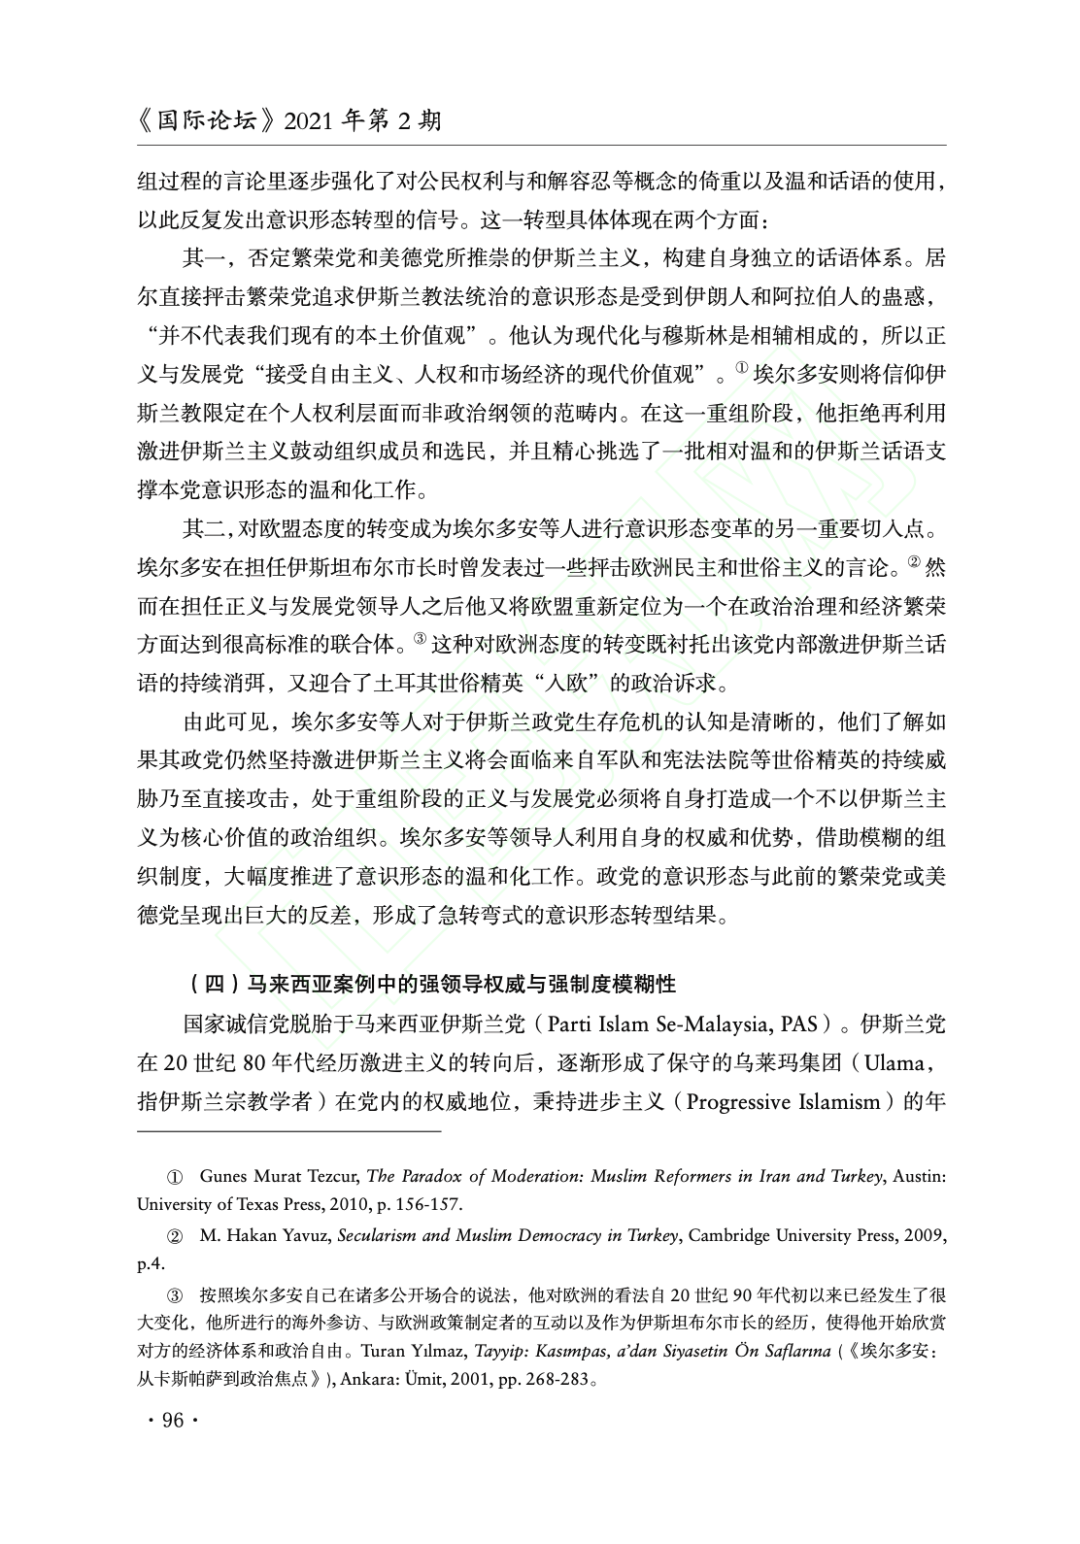 《国际论坛》2021 年第 2 期
组过程的言论里逐步强化了对公民权利与和解容忍等概念的倚重以及温和话语的使用，
以此反复发出意识形态转型的信号。这一转型具体体现在两个方面：
其一，否定繁荣党和美德党所推崇的伊斯兰主义，构建自身独立的话语体系。居
尔直接抨击繁荣党追求伊斯兰教法统治的意识形态是受到伊朗人和阿拉伯人的蛊惑，
“并不代表我们现有的本土价值观”。他认为现代化与穆斯林是相辅相成的，所以正
义与发展党“接受自由主义、人权和市场经济的现代价值观”。①埃尔多安则将信仰伊
斯兰教限定在个人权利层面而非政治纲领的范畴内。在这一重组阶段，他拒绝再利用
激进伊斯兰主义鼓动组织成员和选民，并且精心挑选了一批相对温和的伊斯兰话语支
撑本党意识形态的温和化工作。
其二，对欧盟态度的转变成为埃尔多安等人进行意识形态变革的另一重要切入点。
埃尔多安在担任伊斯坦布尔市长时曾发表过一些抨击欧洲民主和世俗主义的言论。②然
而在担任正义与发展党领导人之后他又将欧盟重新定位为一个在政治治理和经济繁荣
方面达到很高标准的联合体。③这种对欧洲态度的转变既衬托出该党内部激进伊斯兰话
语的持续消弭，又迎合了土耳其世俗精英“入欧”的政治诉求。
由此可见，埃尔多安等人对于伊斯兰政党生存危机的认知是清晰的，他们了解如
果其政党仍然坚持激进伊斯兰主义将会面临来自军队和宪法法院等世俗精英的持续威
胁乃至直接攻击，处于重组阶段的正义与发展党必须将自身打造成一个不以伊斯兰主
义为核心价值的政治组织。埃尔多安等领导人利用自身的权威和优势，借助模糊的组
织制度，大幅度推进了意识形态的温和化工作。政党的意识形态与此前的繁荣党或美
德党呈现出巨大的反差，形成了急转弯式的意识形态转型结果。
（四）马来西亚案例中的强领导权威与强制度模糊性
国家诚信党脱胎于马来西亚伊斯兰党（Parti Islam Se-Malaysia, PAS）。伊斯兰党
在 20 世纪 80 年代经历激进主义的转向后，逐渐形成了保守的乌莱玛集团（Ulama，
指伊斯兰宗教学者）在党内的权威地位，秉持进步主义（Progressive Islamism）的年
① Gunes Murat Tezcur, The Paradox of Moderation: Muslim Reformers in Iran and Turkey, Austin:
University of Texas Press, 2010, p. 156-157.
② M. Hakan Yavuz, Secularism and Muslim Democracy in Turkey, Cambridge University Press, 2009,
p.4.
③ 按照埃尔多安自己在诸多公开场合的说法，他对欧洲的看法自 20 世纪 90 年代初以来已经发生了很
大变化，他所进行的海外参访、与欧洲政策制定者的互动以及作为伊斯坦布尔市长的经历，使得他开始欣赏
对方的经济体系和政治自由。Turan Yılmaz, Tayyip: Kasımpas, a’dan Siyasetin Ön Saflarına (《埃尔多安：
从卡斯帕萨到政治焦点》), Ankara: Ümit, 2001, pp. 268-283。
·96·